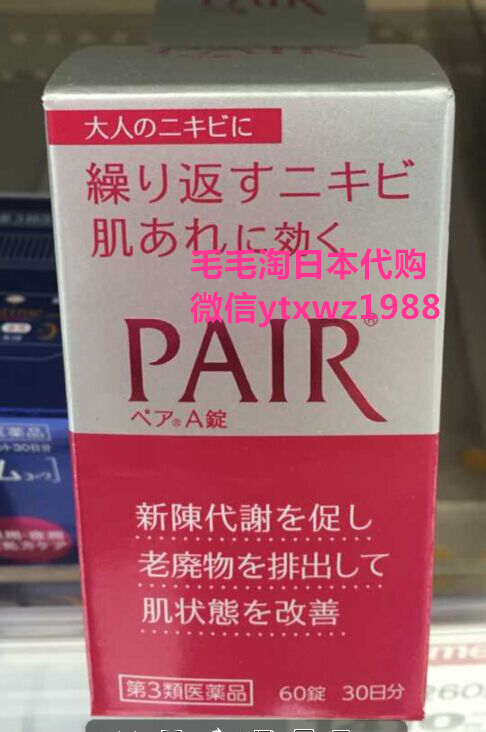 大人のニキビに
繰り返すニキビ
肌あれに効く
毛毛淘日本代购
微信ytxwz1988
PAIR®
ペア®A錠
新陳代謝を促し
老廃物を排出して
肌状態を改善
第3類医薬品
60錠 30日分